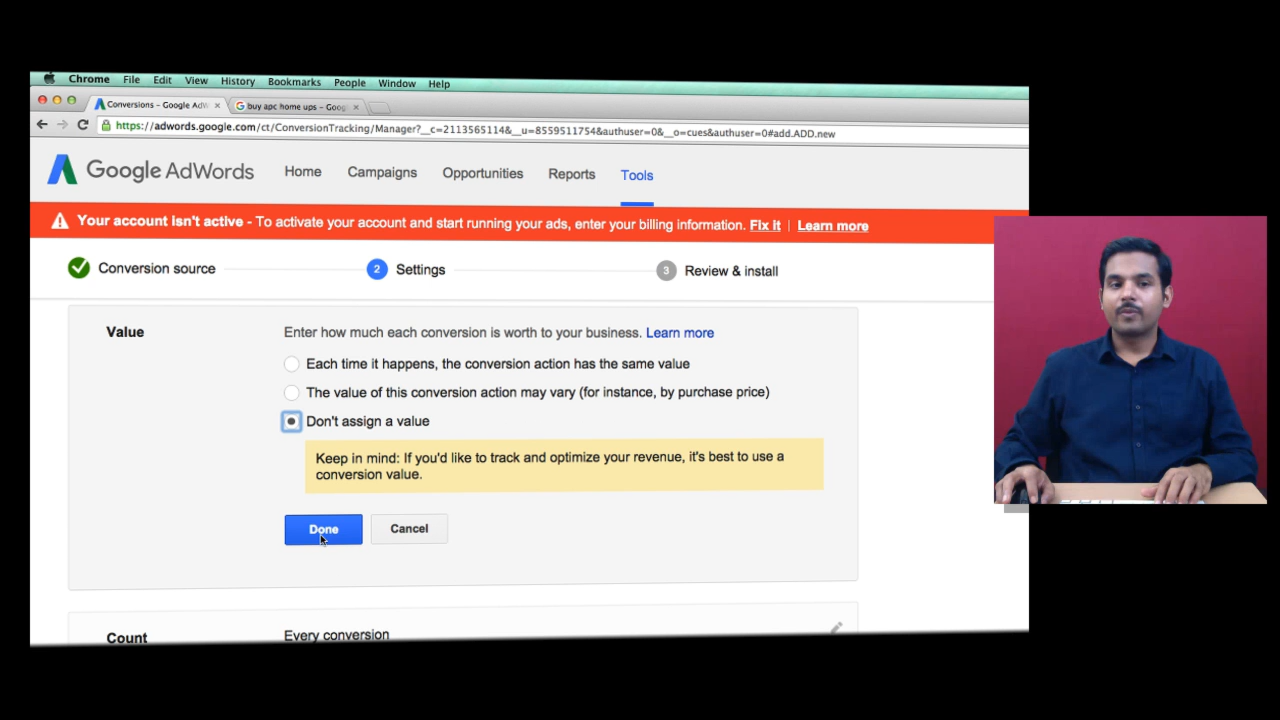 Chrome File Edit View History Bookmarks People Window Help
Conversions - Google AdW
buy apc home ups - Goog
https://adwords.google.com/ct/ConversionTracking/Manager?__c=2113565114&__u=8559511754&authuser=0&__o=cues&authuser=0#add.ADD.new
Google AdWords Home Campaigns Opportunities Reports Tools
Your account isn't active - To activate your account and start running your ads, enter your billing information. Fix it | Learn more
Conversion source 2 Settings 3 Review & install
Value Enter how much each conversion is worth to your business. Learn more
Each time it happens, the conversion action has the same value
The value of this conversion action may vary (for instance, by purchase price)
Don't assign a value
Keep in mind: If you'd like to track and optimize your revenue, it's best to use a
conversion value.
Done Cancel
Count Every conversion